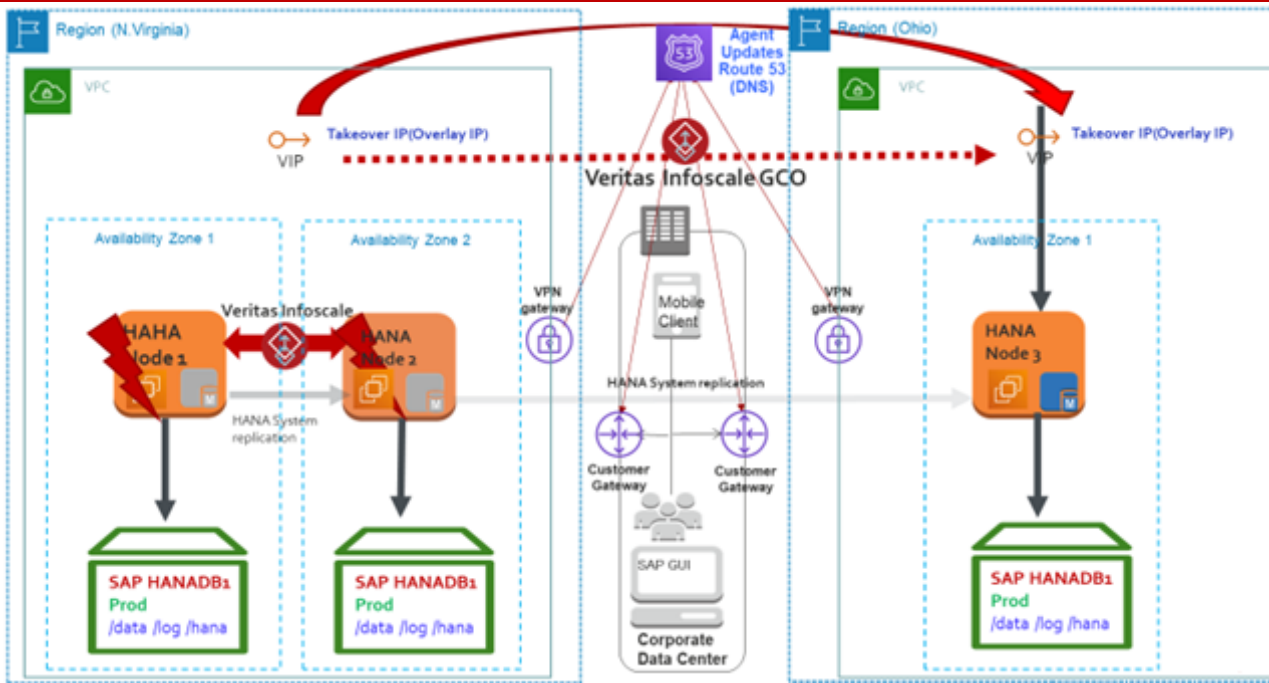 Region (N.Virginia)
VPC
Takeover IP(Overlay IP)
VIP
Availability Zone 1
Availability Zone 2
Veritas Infoscale
HAHA
Node 1
M
HANA
Node 2
M
HANA System
replication
SAP HANADB1
Prod
/data /log /hana
SAP HANADB1
Prod
/data /log /hana
53
Agent
Updates
Route 53
(DNS)
Veritas Infoscale GCO
VPN
gateway
Mobile
Client
VPN
gateway
HANA System replication
Customer
Gateway
Customer
Gateway
SAP GUI
Corporate
Data Center
Region (Ohio)
VPC
Takeover IP(Overlay IP)
VIP
Availability Zone 1
HANA
Node 3
M
SAP HANADB1
Prod
/data /log /hana